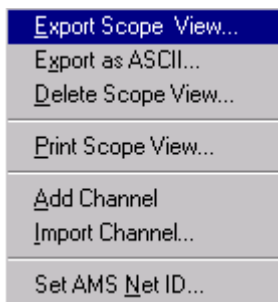 Export Scope View...
Export as ASCII...
Delete Scope View...
Print Scope View...
Add Channel
Import Channel...
Set AMS Net ID...